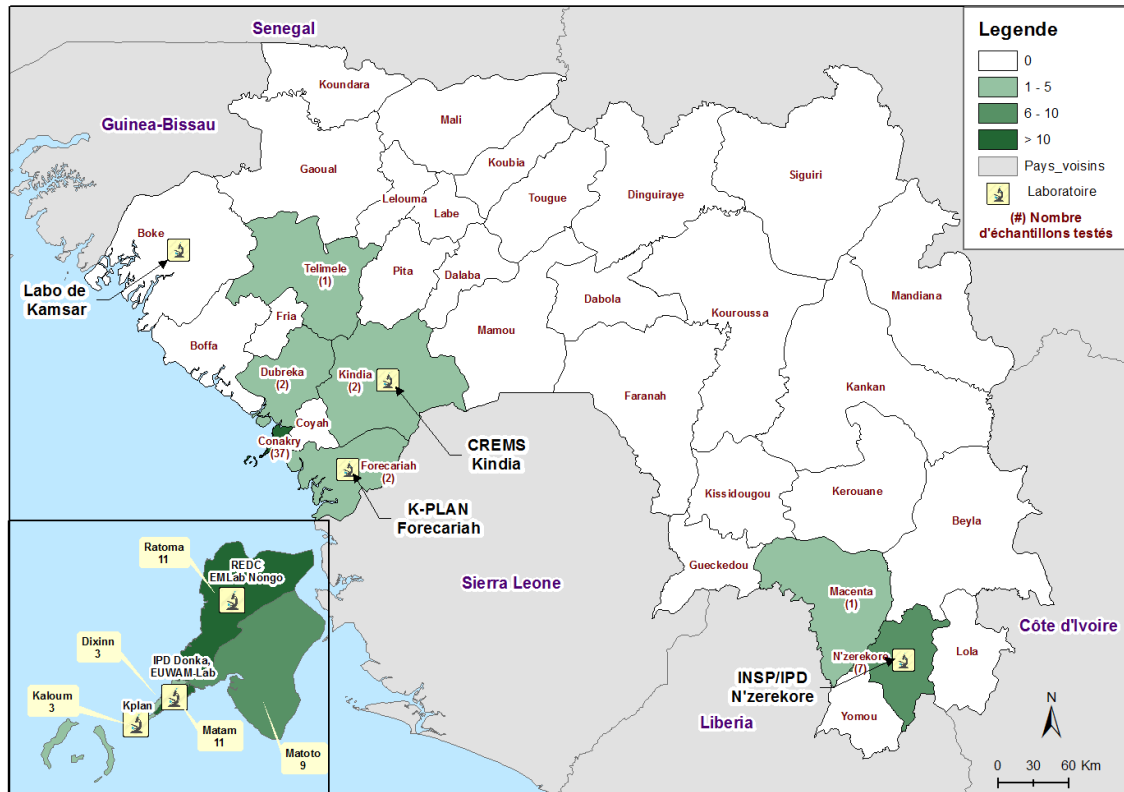 Senegal
Guinea-Bissau
Koundara
Mali
Gaoual
Koubia
Lelouma
Labe
Tougue
Dinguiraye
Siguiri
Boke
Labo de
Kamsar
Telimele
(1)
Pita
Dalaba
Fria
Boffa
Mamou
Dabola
Kouroussa
Mandiana
Dubreka
(2)
Kindia
(2)
Coyah
Conakry
(37)
Forecariah
(2)
CREMS
Kindia
K-PLAN
Forecariah
Faranah
Kankan
Kissidougou
Kerouane
Beyla
Gueckedou
Macenta
(1)
N'zerekore
(7)
Lola
Yomou
INSP/IPD
N'zerekore
Sierra Leone
Liberia
Côte d'Ivoire
Legende
0
1 - 5
6 - 10
> 10
Pays_voisins
Laboratoire
(#) Nombre
d'échantillons testés
Ratoma
11
REDC
EMLab Nongo
Dixinn
3
IPD Donka,
EUWAM-Lab
Kaloum
3
Kplan
Matam
11
Matoto
9
N
0 30 60 Km